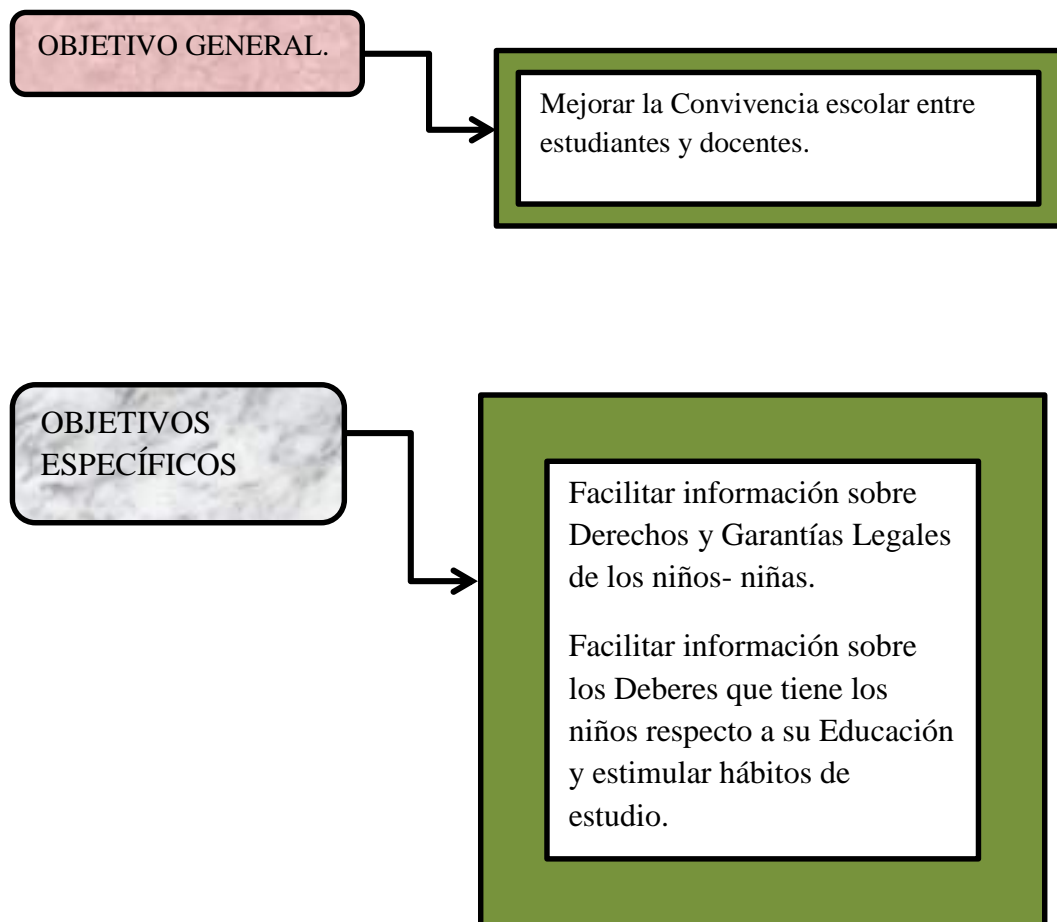 OBJETIVO GENERAL.
Mejorar la Convivencia escolar entre
estudiantes y docentes.
OBJETIVOS
ESPECÍFICOS
Facilitar información sobre
Derechos y Garantías Legales
de los niños- niñas.
Facilitar información sobre
los Deberes que tiene los
niños respecto a su Educación
y estimular hábitos de
estudio.